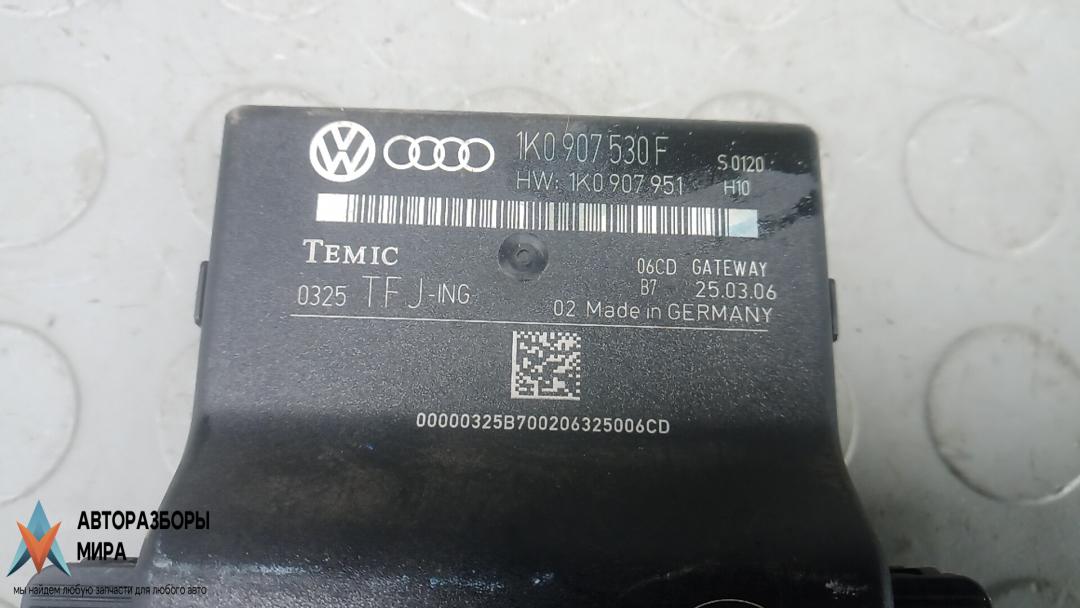 1K0 907 530 F
S 0120
HW: 1K0 907 951
H10
TEMIC
06CD GATEWAY
B7 25.03.06
0325 TFJ-ING
02 Made in GERMANY
00000325B700206325006CD
АВТОРАЗБОРЫ
МИРА
мы найдем любую запчасти для любого авто